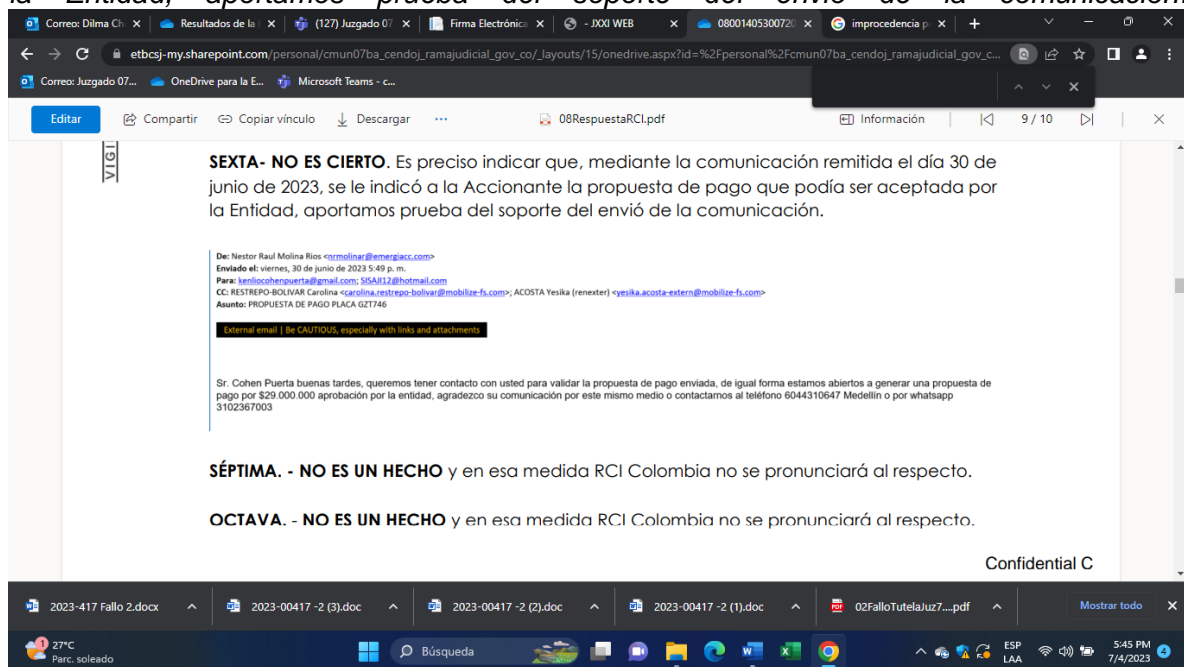 la Entidad, aportamos prueba del soporte del envió de la comunicación.
Correo: Dilma Ch
Resultados de la
(127) Juzgado 07
Firma Electrónica
- JXXI WEB
08001405300720
improcedencia p
etbcsj-my.sharepoint.com/personal/cmun07ba_cendoj_ramajudicial_gov_co/_layouts/15/onedrive.aspx?id=%2Fpersonal%2Fcmun07ba_cendoj_ramajudicial_gov_c...
Correo: Juzgado 07...
OneDrive para la E...
Microsoft Teams - c...
Editar
Compartir
Copiar vínculo
Descargar
...
08RespuestaRCI.pdf
Información
9 / 10
VIGI
SEXTA- NO ES CIERTO. Es preciso indicar que, mediante la comunicación remitida el día 30 de
junio de 2023, se le indicó a la Accionante la propuesta de pago que podía ser aceptada por
la Entidad, aportamos prueba del soporte del envió de la comunicación.
De: Nestor Raul Molina Rios <nrmolinar@emergiacc.com>
Enviado el: viernes, 30 de junio de 2023 5:49 p. m.
Para: kenliocohenpuerta@gmail.com; SISAJI12@hotmail.com
CC: RESTREPO-BOLIVAR Carolina <carolina.restrepo-bolivar@mobilize-fs.com>; ACOSTA Yesika (renexter) <yesika.acosta-extern@mobilize-fs.com>
Asunto: PROPUESTA DE PAGO PLACA GZT746
External email | Be CAUTIOUS, especially with links and attachments
Sr. Cohen Puerta buenas tardes, queremos tener contacto con usted para validar la propuesta de pago enviada, de igual forma estamos abiertos a generar una propuesta de
pago por $29.000.000 aprobación por la entidad, agradezco su comunicación por este mismo medio o contactarnos al teléfono 6044310647 Medellín o por whatsapp
3102367003
SÉPTIMA. - NO ES UN HECHO y en esa medida RCI Colombia no se pronunciará al respecto.
OCTAVA. - NO ES UN HECHO y en esa medida RCI Colombia no se pronunciará al respecto.
Confidential C
2023-417 Fallo 2.docx
2023-00417 -2 (3).doc
2023-00417 -2 (2).doc
2023-00417 -2 (1).doc
02FalloTutelaJuz7....pdf
Mostrar todo
27°C
Parc. soleado
Búsqueda
ESP
LAA
5:45 PM
7/4/2023
4